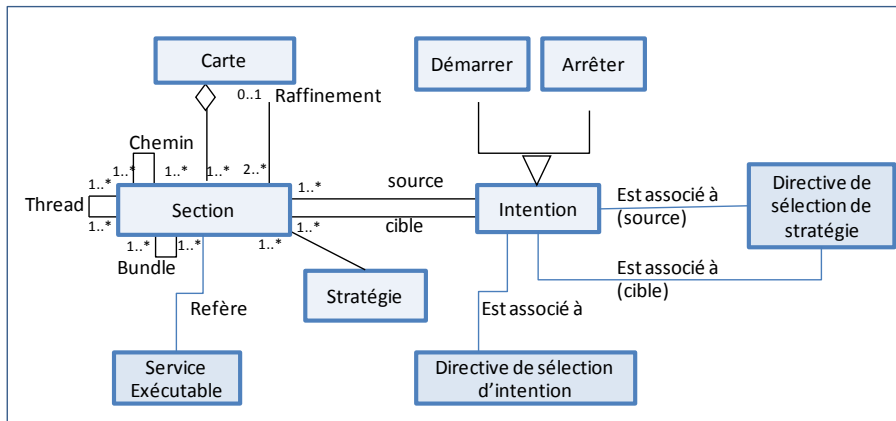 Carte
Démarrer
Arrêter
0..1
Raffinement
Chemin
1..*
1..*
1..*
2..*
1..*
Thread
1..*
Section
1..*
source
cible
1..*
Intention
Est associé à
(source)
Directive de
sélection de
stratégie
1..*
1..*
Bundle
1..*
Est associé à
(cible)
Refère
Stratégie
Est associé à
Service
Exécutable
Directive de sélection
d'intention